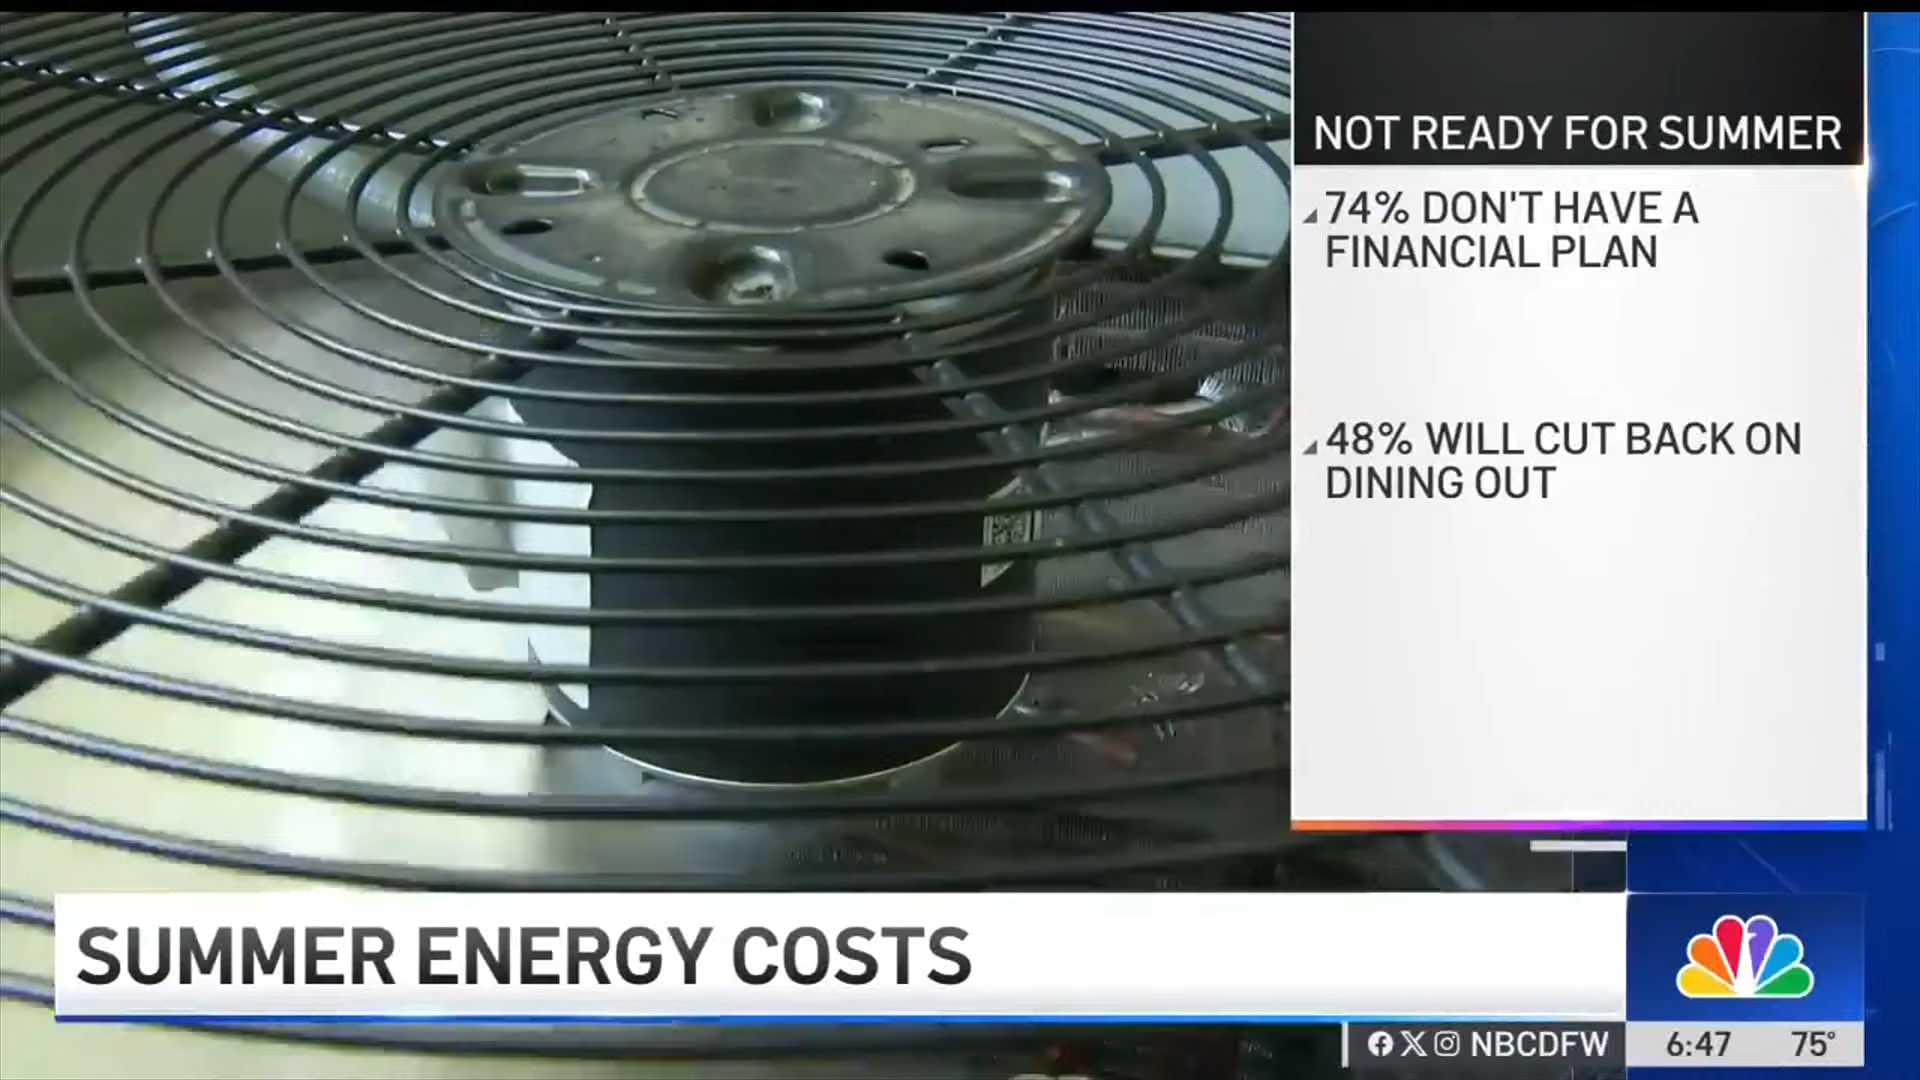 NOT READY FOR SUMMER
74% DON'T HAVE A
FINANCIAL PLAN
48% WILL CUT BACK ON
DINING OUT
SUMMER ENERGY COSTS
NBCDFW
6:47 75°